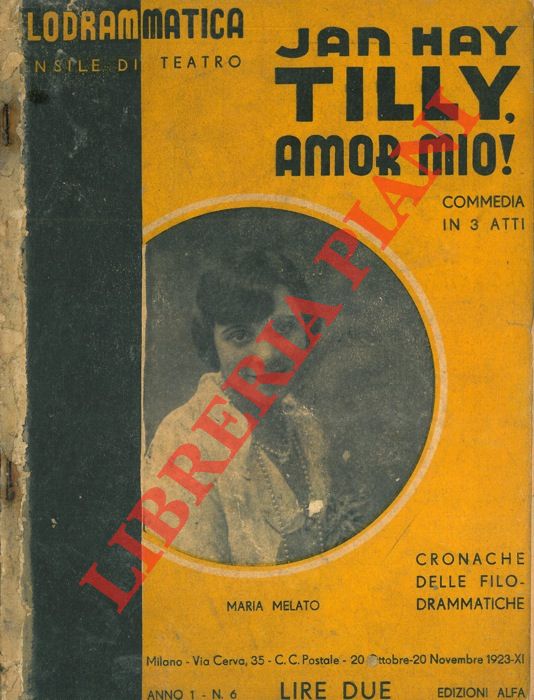 LODRAMMATICA
NSILE DI TEATRO
JAN HAY
TILLY,
AMOR MIO!
COMMEDIA
IN 3 ATTI
LIBRERIA PIANI
MARIA MELATO
CRONACHE
DELLE FILO-
DRAMMATICHE
Milano - Via Cerva, 35 - C. C. Postale - 20 Ottobre-20 Novembre 1923-XI
ANNO 1 - N. 6 LIRE DUE EDIZIONI ALFA